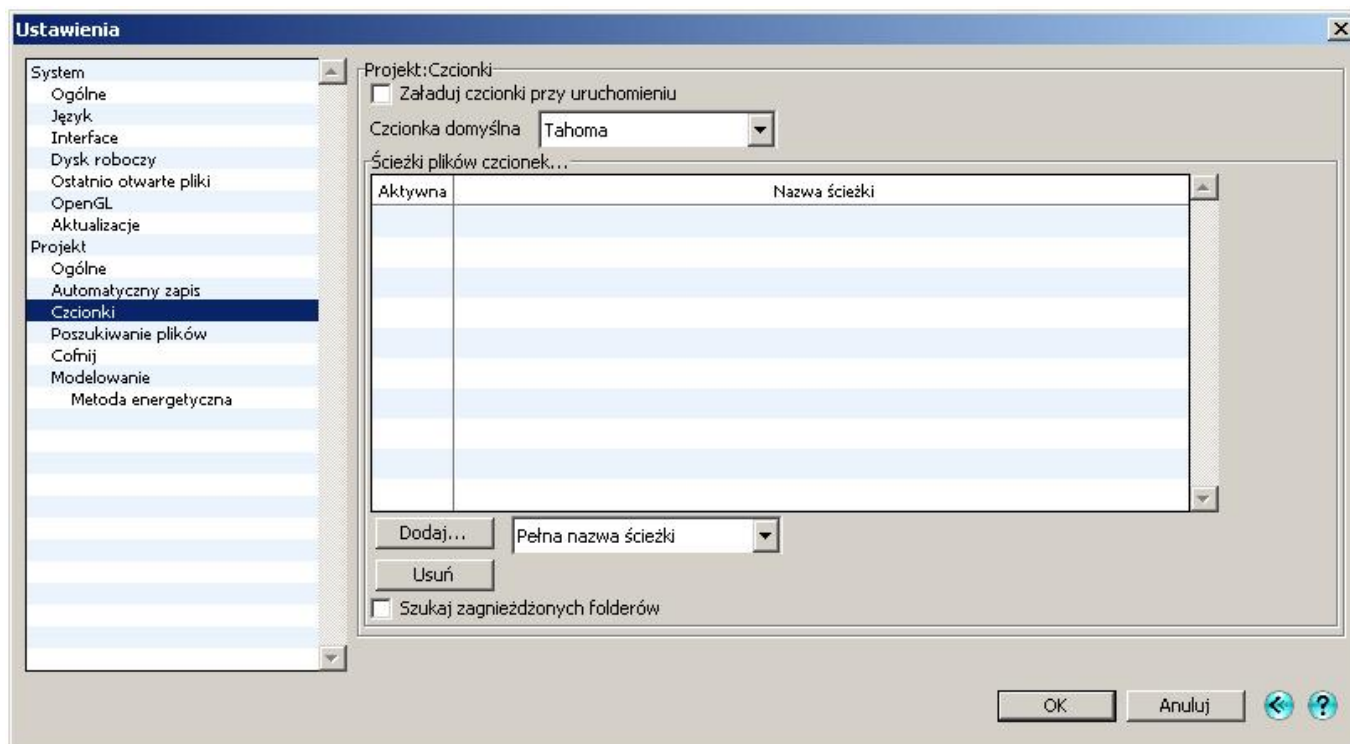 Ustawienia
System
Ogólne
Język
Interface
Dysk roboczy
Ostatnio otwarte pliki
OpenGL
Aktualizacje
Projekt
Ogólne
Automatyczny zapis
Czcionki
Poszukiwanie plików
Cofnij
Modelowanie
Metoda energetyczna
Projekt:Czcionki
Załaduj czcionki przy uruchomieniu
Czcionka domyślna Tahoma
Ścieżki plików czcionek...
Aktywna Nazwa ścieżki
Dodaj... Pełna nazwa ścieżki
Usuń
Szukaj zagnieżdżonych folderów
OK Anuluj ?